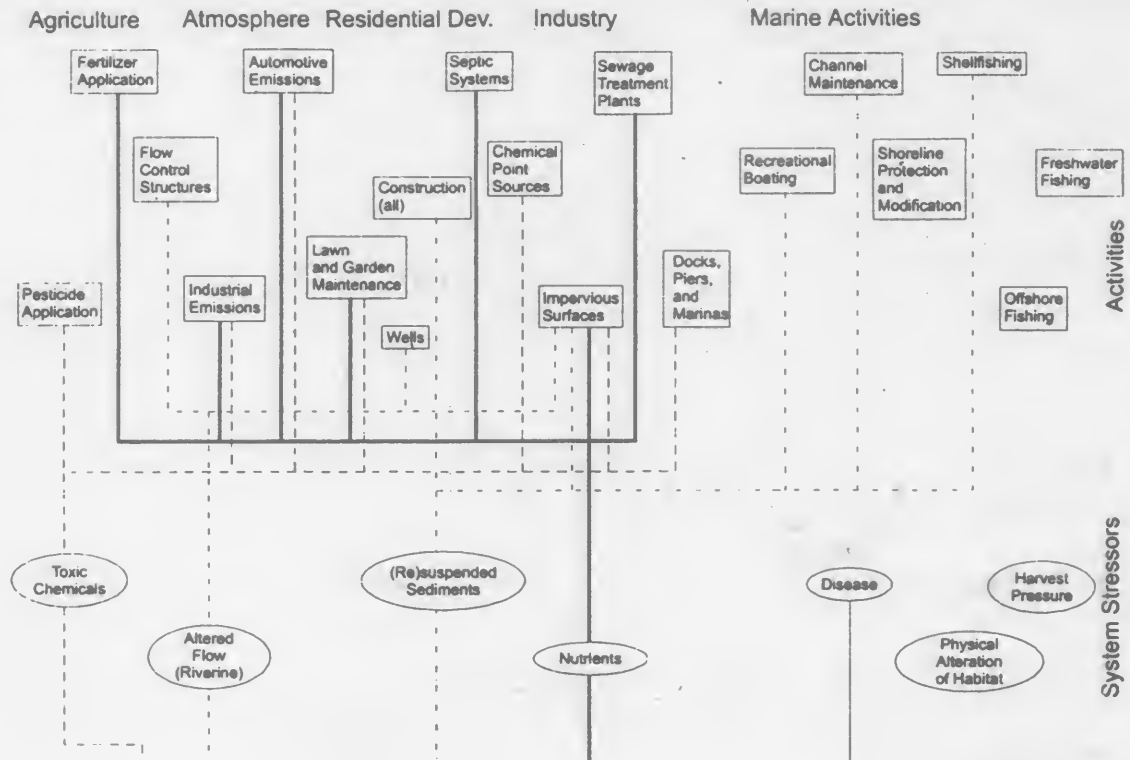 Agriculture
Atmosphere
Residential Dev.
Industry
Marine Activities
Fertilizer
Application
Automotive
Emissions
Septic
Systems
Sewage
Treatment
Plants
Channel
Maintenance
Shellfishing
Flow
Control
Structures
Construction
(all)
Chemical
Point
Sources
Recreational
Boating
Shoreline
Protection
and
Modification
Freshwater
Fishing
Activities
Pesticide
Application
Industrial
Emissions
Lawn
and Garden
Maintenance
Wells
Impervious
Surfaces
Docks,
Piers,
and
Marinas
Offshore
Fishing
Toxic
Chemicals
(Re)suspended
Sediments
Disease
Harvest
Pressure
System Stressors
Altered
Flow
(Riverine)
Nutrients
Physical
Alteration
of Habitat